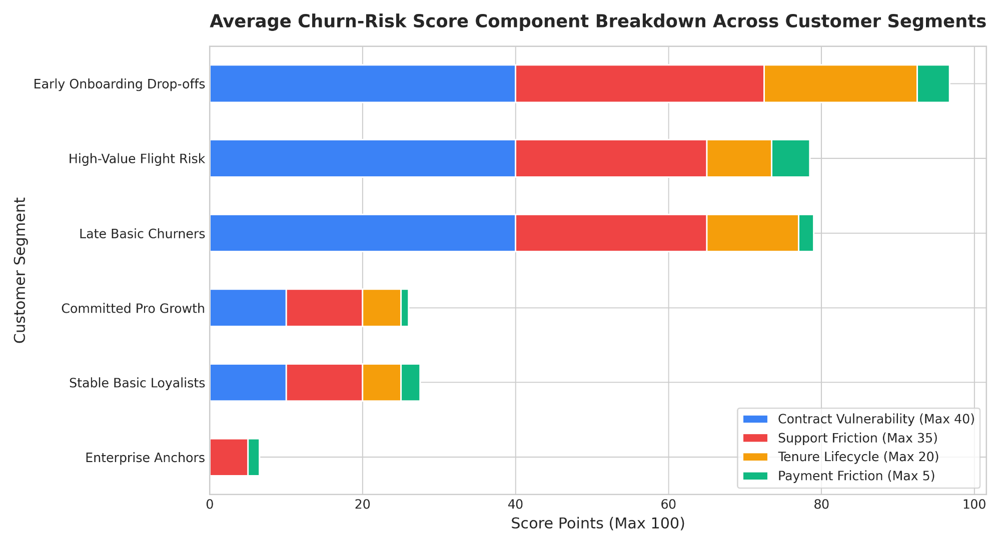 Average Churn-Risk Score Component Breakdown Across Customer Segments
Customer Segment
Early Onboarding Drop-offs
High-Value Flight Risk
Late Basic Churners
Committed Pro Growth
Stable Basic Loyalists
Enterprise Anchors
Contract Vulnerability (Max 40)
Support Friction (Max 35)
Tenure Lifecycle (Max 20)
Payment Friction (Max 5)
0 20 40 60 80 100
Score Points (Max 100)